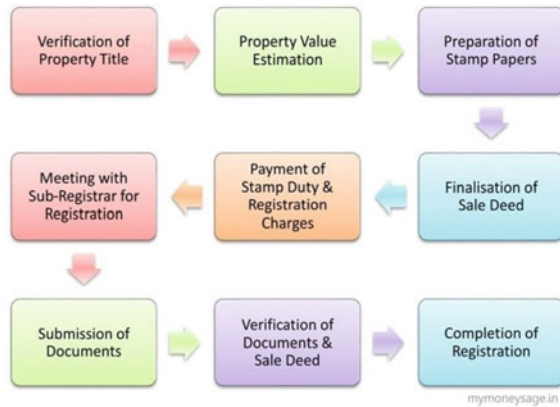 Verification of
Property Title
Property Value
Estimation
Preparation of
Stamp Papers
Finalisation of
Sale Deed
Payment of
Stamp Duty &
Registration
Charges
Meeting with
Sub-Registrar for
Registration
Submission of
Documents
Verification of
Documents &
Sale Deed
Completion of
Registration
mymoneysage.in